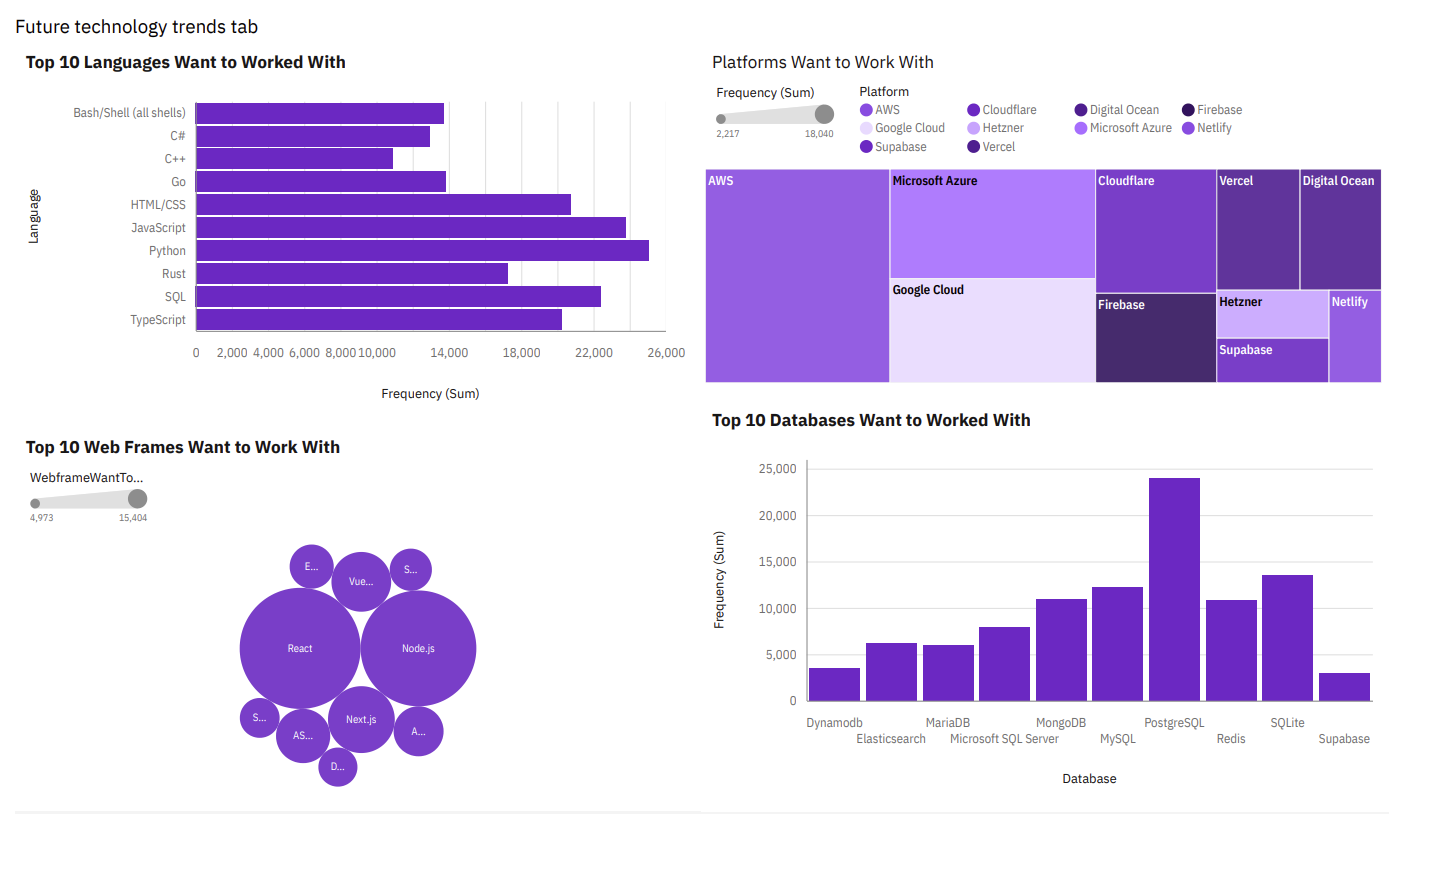 Future technology trends tab
Top 10 Languages Want to Worked With
Language
Bash/Shell (all shells)
C#
C++
Go
HTML/CSS
JavaScript
Python
Rust
SQL
TypeScript
0 2,000 4,000 6,000 8,000 10,000 14,000 18,000 22,000 26,000
Frequency (Sum)
Platforms Want to Work With
Frequency (Sum)
2,217 18,040
Platform
AWS Cloudflare Digital Ocean Firebase
Google Cloud Hetzner Microsoft Azure Netlify
Supabase Vercel
AWS Microsoft Azure Cloudflare Vercel Digital Ocean
Google Cloud Firebase Hetzner Netlify
Supabase
Top 10 Web Frames Want to Work With
WebframeWantTo...
4,973 15,404
E... Vue... S...
React Node.js
S... AS... Next.js A...
D...
Top 10 Databases Want to Worked With
Frequency (Sum)
25,000
20,000
15,000
10,000
5,000
0
Dynamodb MariaDB MongoDB PostgreSQL SQLite
Elasticsearch Microsoft SQL Server MySQL Redis Supabase
Database